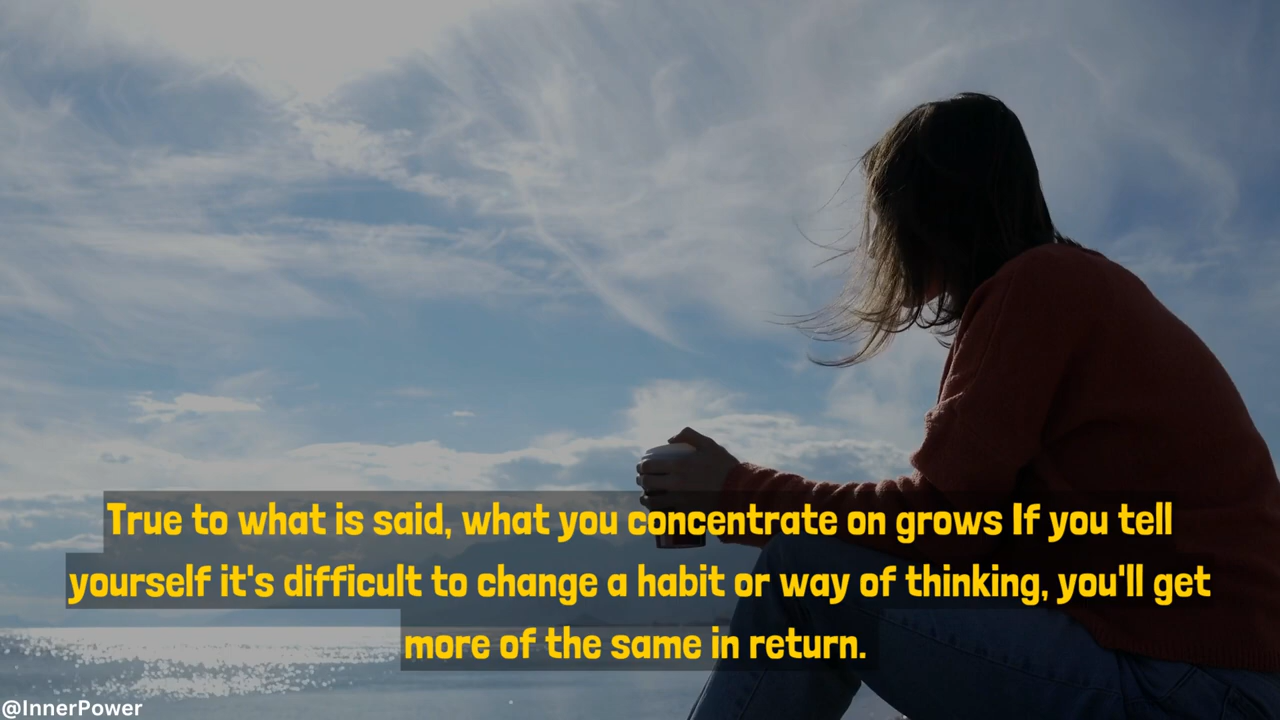 True to what is said, what you concentrate on grows If you tell
yourself it's difficult to change a habit or way of thinking, you'll get
more of the same in return.
@InnerPower